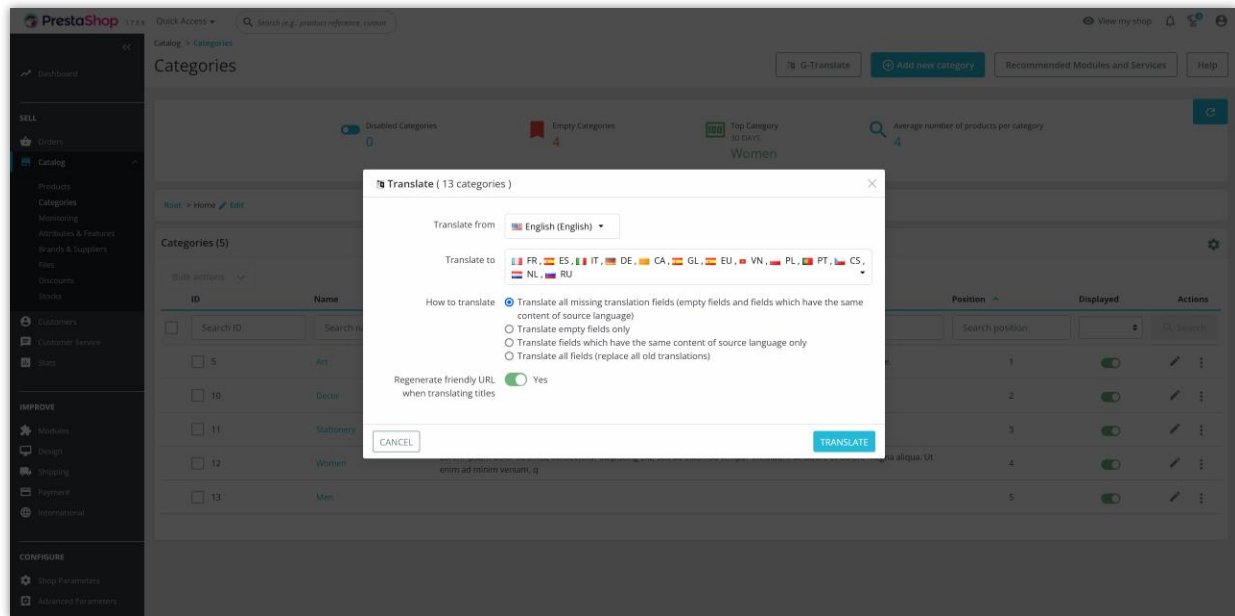 PrestaShop 1.7.8.8 Quick Access Search (e.g.: product reference, custom View my shop
Catalog > Categories
Categories
G-Translate
Add new category
Recommended Modules and Services
Help
Dashboard
SELL
Orders
Catalog
Products
Categories
Monitoring
Attributes & Features
Brands & Suppliers
Files
Discounts
Stocks
Customers
Customer Service
Stats
IMPROVE
Modules
Design
Shipping
Payment
International
CONFIGURE
Shop Parameters
Advanced Parameters
Disabled Categories
0
Empty Categories
4
Top Category
30 DAYS
Women
Average number of products per category
4
Root > Home Edit
Categories (5)
Bulk actions
ID Name Position Displayed Actions
Search ID Search na Search position Search
5 Art 1
10 Decor 2
11 Stationery 3
12 Women magna aliqua. Ut
enim ad minim veniam, q 4
13 Men 5
Translate ( 13 categories )
Translate from English (English)
Translate to FR , ES , IT , DE , CA , GL , EU , VN , PL , PT , CS ,
NL , RU
How to translate Translate all missing translation fields (empty fields and fields which have the same
content of source language)
Translate empty fields only
Translate fields which have the same content of source language only
Translate all fields (replace all old translations)
Regenerate friendly URL
when translating titles
Yes
CANCEL
TRANSLATE